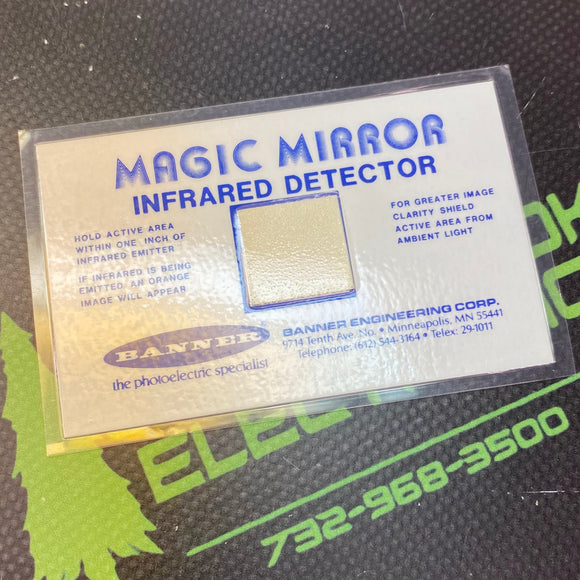 MAGIC MIRROR
INFRARED DETECTOR
HOLD ACTIVE AREA
WITHIN ONE INCH OF
INFRARED EMITTER
IF INFRARED IS BEING
EMITTED AN ORANGE
IMAGE WILL APPEAR
FOR GREATER IMAGE
CLARITY SHIELD
ACTIVE AREA FROM
AMBIENT LIGHT
BANNER
the photoelectric specialist
BANNER ENGINEERING CORP.
9714 Tenth Ave. No. • Minneapolis, MN 55441
Telephone: (612) 544-3164 • Telex: 29-1011
732-968-3500